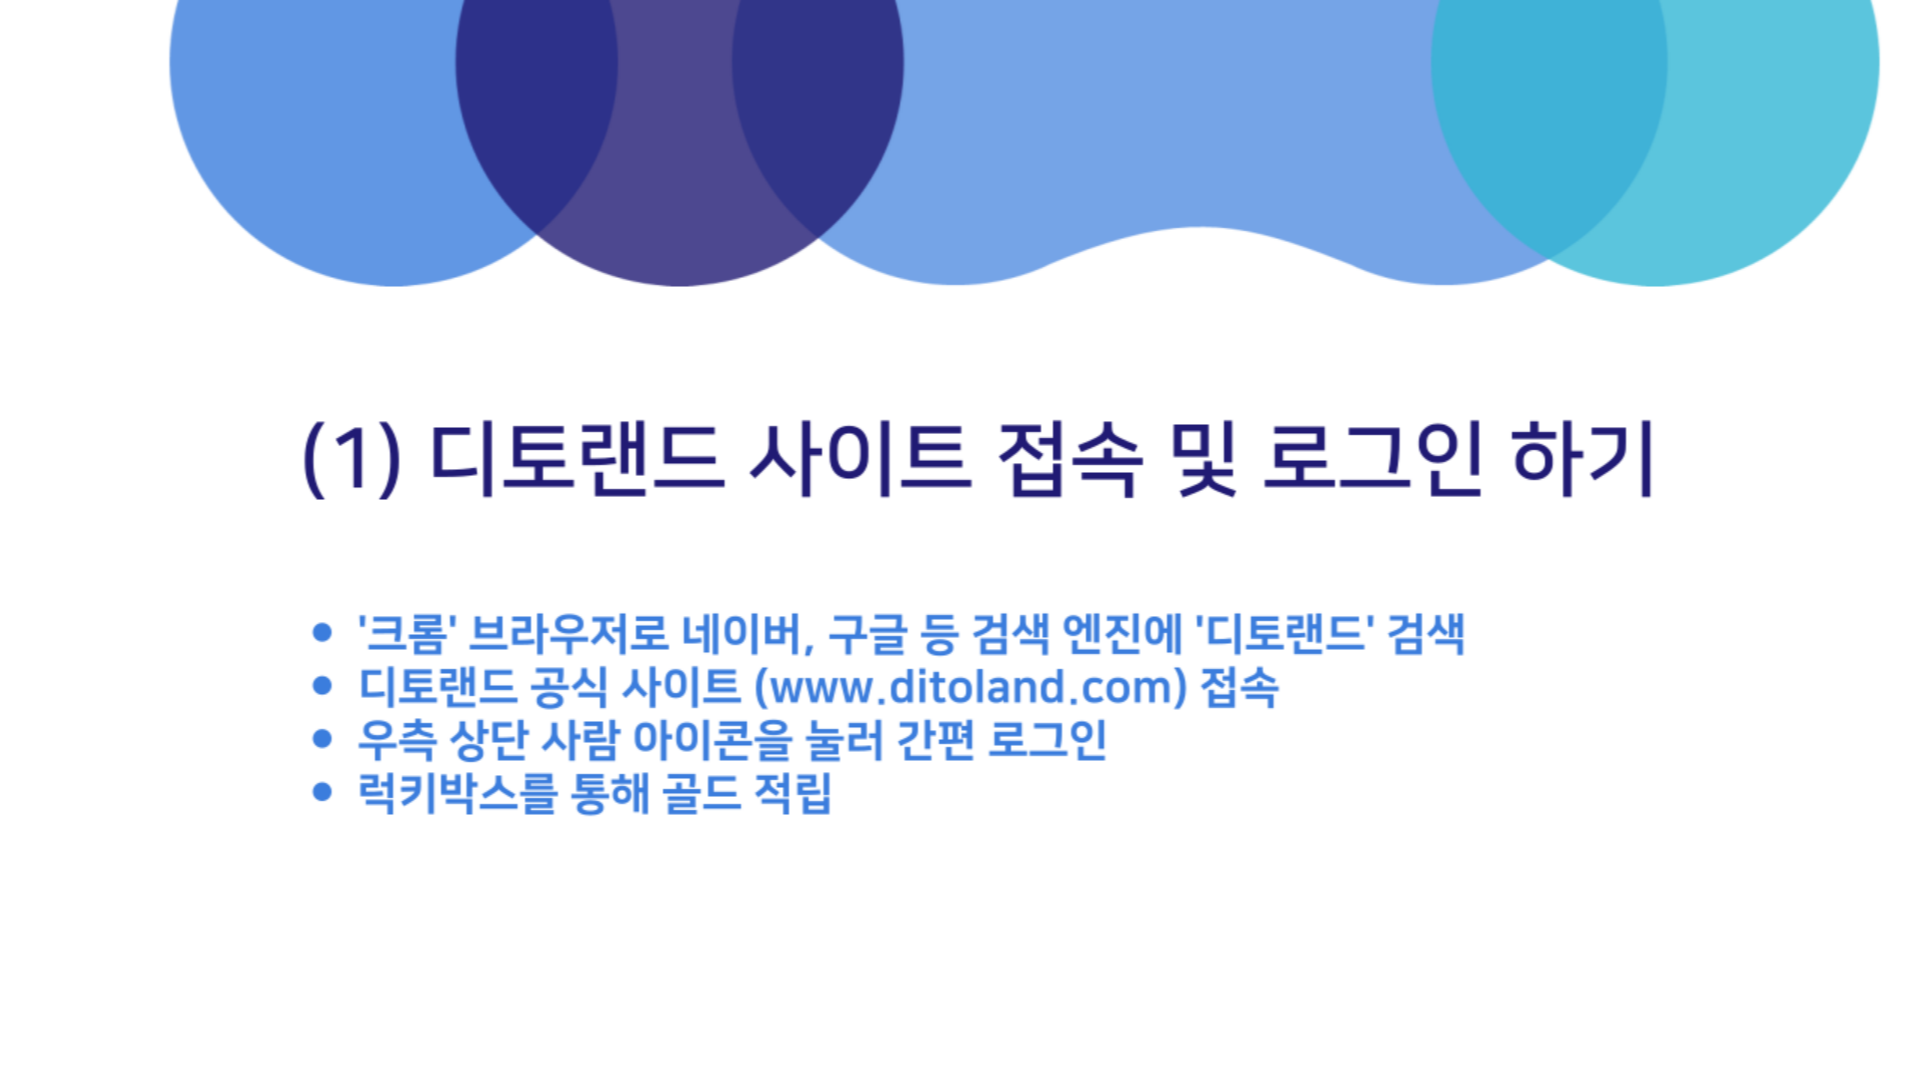 (1) 디토랜드 사이트 접속 및 로그인 하기
• '크롬' 브라우저로 네이버, 구글 등 검색 엔진에 '디토랜드' 검색
• 디토랜드 공식 사이트 (www.ditoland.com) 접속
• 우측 상단 사람 아이콘을 눌러 간편 로그인
• 럭키박스를 통해 골드 적립